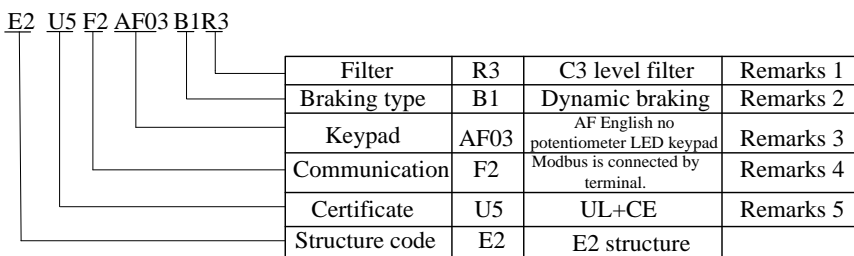 E2 U5 F2 AF03 B1R3
Filter R3 C3 level filter Remarks 1
Braking type B1 Dynamic braking Remarks 2
Keypad AF03 AF English no potentiometer LED keypad Remarks 3
Communication F2 Modbus is connected by terminal. Remarks 4
Certificate U5 UL+CE Remarks 5
Structure code E2 E2 structure